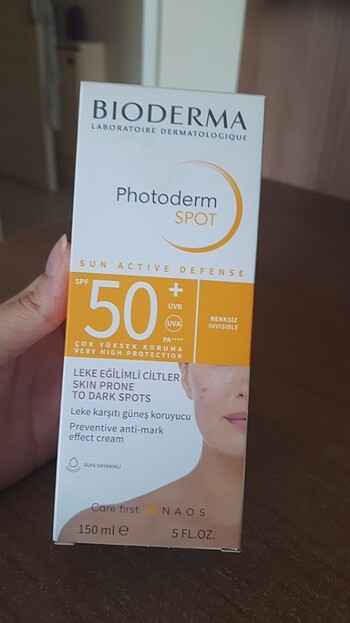 BIODERMA
LABORATOIRE DERMATOLOGIQUE
Photoderm
SPOT
SUN ACTIVE DEFENSE
SPF 50+
UVB
UVA
PA++++
RENKSİZ
INVISIBLE
ÇOK YÜKSEK KORUMA
VERY HIGH PROTECTION
LEKE EĞİLİMLİ CİLTLER
SKIN PRONE
TO DARK SPOTS
Leke karşıtı güneş koruyucu
Preventive anti-mark
effect cream
SUYA DAYANIKLI
Care first. NAOS
150 ml ℮ 5 FL.OZ.